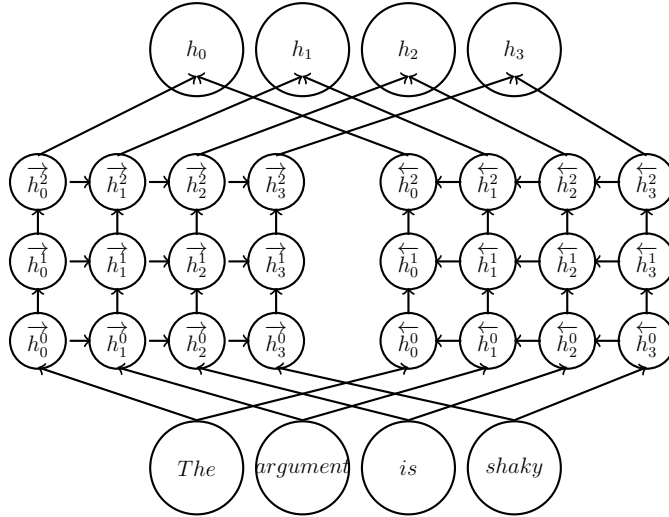 h₀ h₁ h₂ h₃
→h₀² →h₁² →h₂² →h₃² ←h₀² ←h₁² ←h₂² ←h₃²
→h₀¹ →h₁¹ →h₂¹ →h₃¹ ←h₀¹ ←h₁¹ ←h₂¹ ←h₃¹
→h₀⁰ →h₁⁰ →h₂⁰ →h₃⁰ ←h₀⁰ ←h₁⁰ ←h₂⁰ ←h₃⁰
The argument is shaky